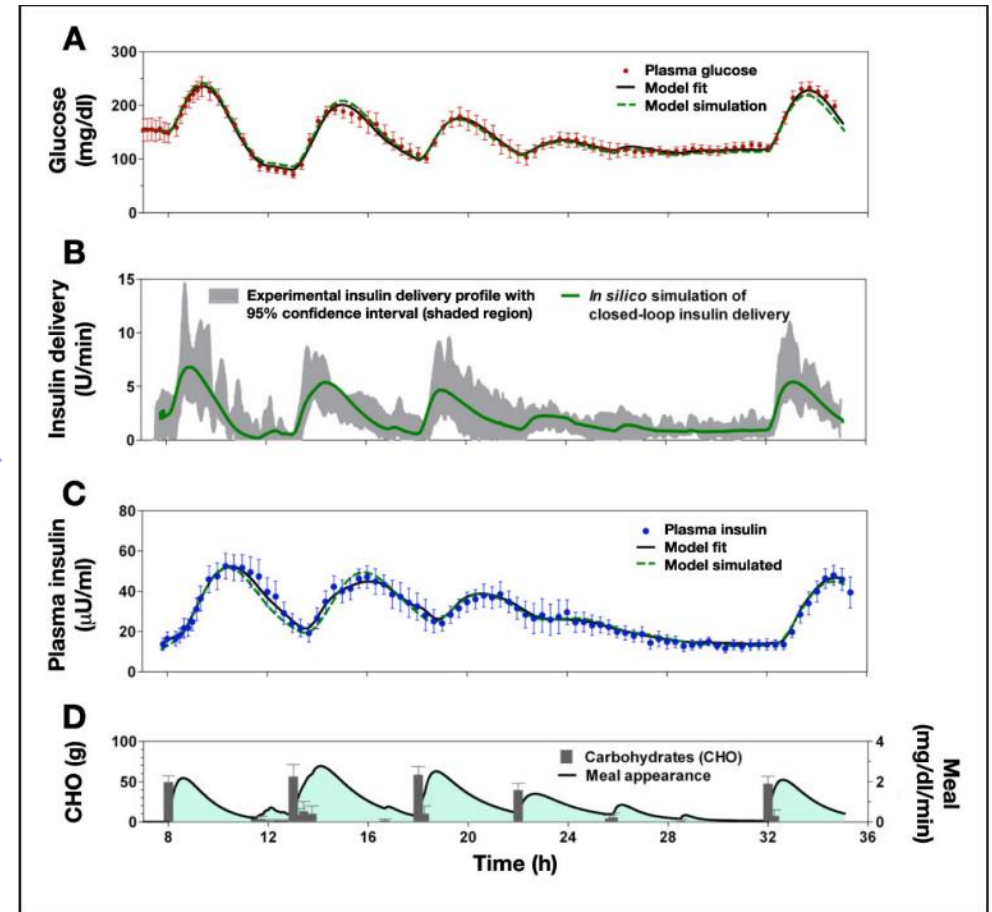 A
Glucose
(mg/dl)
300
200
100
0
Plasma glucose
Model fit
Model simulation
B
Insulin delivery
(U/min)
15
10
5
0
Experimental insulin delivery profile with
95% confidence interval (shaded region)
In silico simulation of
closed-loop insulin delivery
C
Plasma insulin
(µU/ml)
80
60
40
20
0
Plasma insulin
Model fit
Model simulated
D
CHO (g)
100
50
0
Carbohydrates (CHO)
Meal appearance
4
2
0
Meal
(mg/dl/min)
8 12 16 20 24 28 32 36
Time (h)